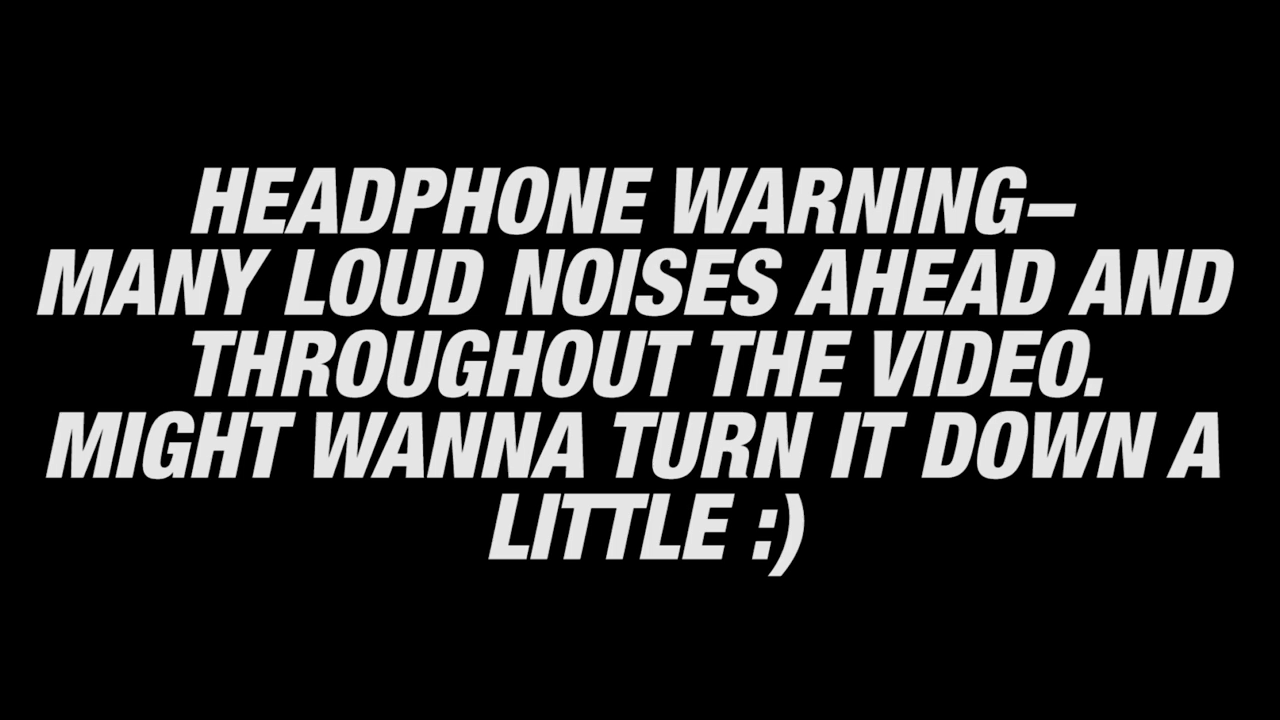 HEADPHONE WARNING–
MANY LOUD NOISES AHEAD AND
THROUGHOUT THE VIDEO.
MIGHT WANNA TURN IT DOWN A
LITTLE :)